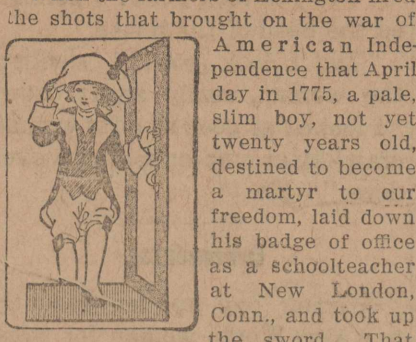 the shots that brought on the war of
American Inde-
pendence that April
day in 1775, a pale,
slim boy, not yet
twenty years old,
destined to become
a martyr to our
freedom, laid down
his badge of office
as a schoolteacher
at New London,
Conn., and took up
the sword. That